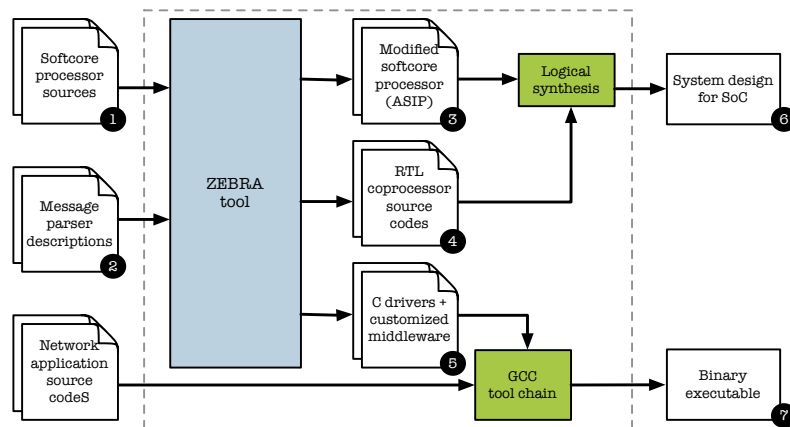 Softcore
processor
sources
1
Message
parser
descriptions
2
Network
application
source
codeS
ZEBRA
tool
Modified
softcore
processor
(ASIP)
3
RTL
coprocessor
source
codes
4
C drivers +
customized
middleware
5
Logical
synthesis
GCC
tool chain
System design
for SoC
6
Binary
executable
7